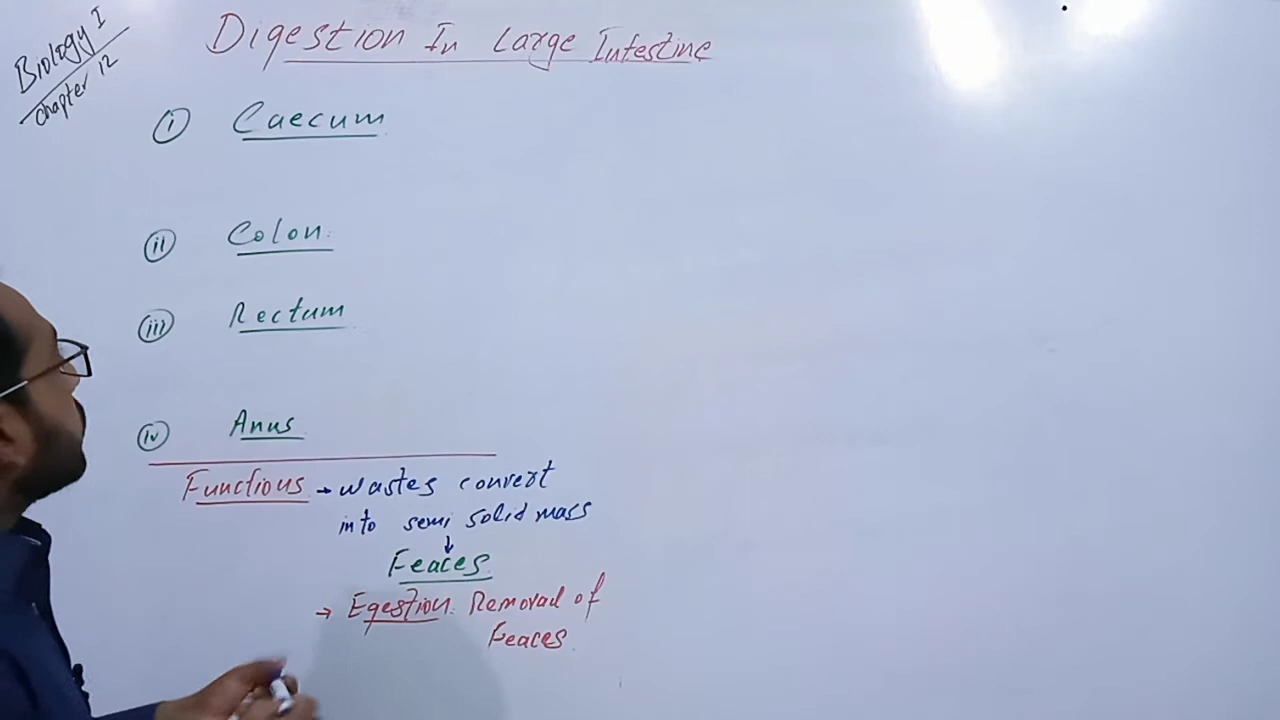 Biology I
Chapter 12
Digestion In Large Intestine
i Caecum
ii Colon.
iii Rectum
iv Anus
Functions → wastes convert
into semi solid mass
↓
Feaces
→ Egestion. Removal of
Feaces.